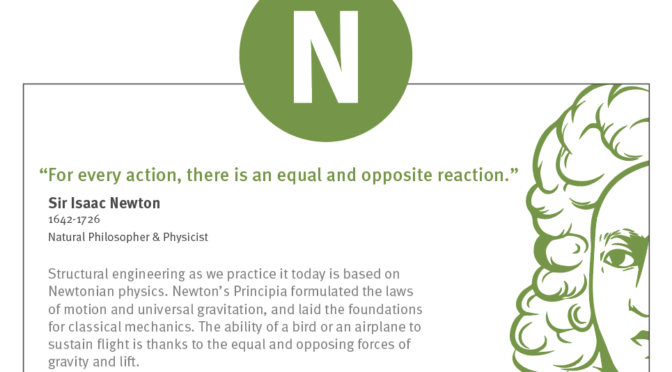 N
“For every action, there is an equal and opposite reaction.”
Sir Isaac Newton
1642-1726
Natural Philosopher & Physicist
Structural engineering as we practice it today is based on
Newtonian physics. Newton’s Principia formulated the laws
of motion and universal gravitation, and laid the foundations
for classical mechanics. The ability of a bird or an airplane to
sustain flight is thanks to the equal and opposing forces of
gravity and lift.